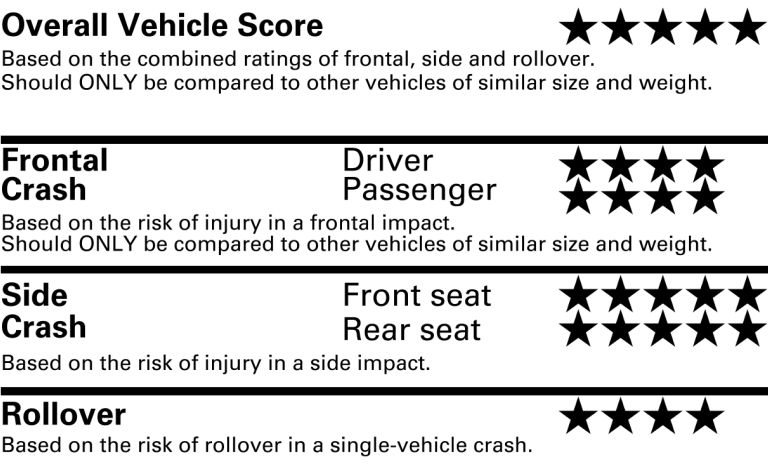 Overall Vehicle Score ★★★★★
Based on the combined ratings of frontal, side and rollover.
Should ONLY be compared to other vehicles of similar size and weight.
Frontal Driver ★★★★
Crash Passenger ★★★★
Based on the risk of injury in a frontal impact.
Should ONLY be compared to other vehicles of similar size and weight.
Side Front seat ★★★★★
Crash Rear seat ★★★★★
Based on the risk of injury in a side impact.
Rollover ★★★★
Based on the risk of rollover in a single-vehicle crash.